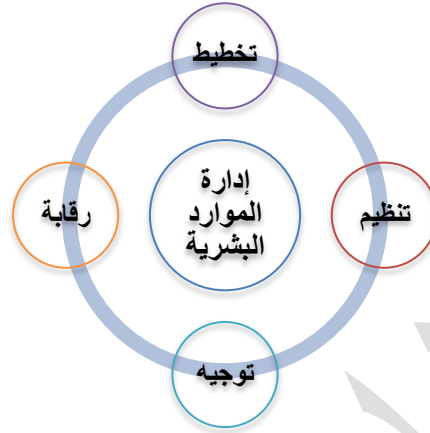 تخطيط
إدارة
الموارد
البشرية
تنظيم
رقابة
توجيه